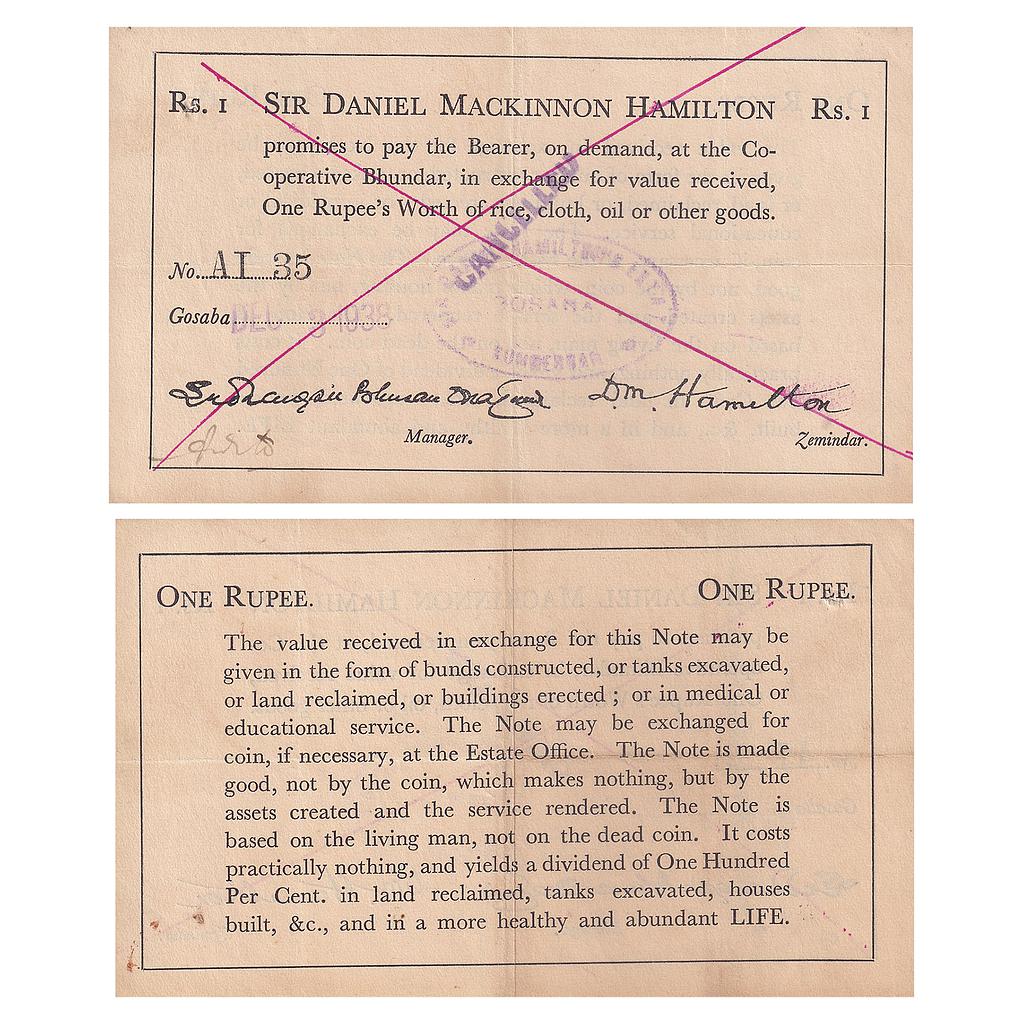 Rs. 1 SIR DANIEL MACKINNON HAMILTON Rs. 1
promises to pay the Bearer, on demand, at the Co-
operative Bhundar, in exchange for value received,
One Rupee's Worth of rice, cloth, oil or other goods.
CANCELLED
No. AI 35
HAMILTON'S
Gosaba DEC 1938
D.M. Hamilton
Manager. Zemindar.
ONE RUPEE. ONE RUPEE.
The value received in exchange for this Note may be
given in the form of bunds constructed, or tanks excavated,
or land reclaimed, or buildings erected ; or in medical or
educational service. The Note may be exchanged for
coin, if necessary, at the Estate Office. The Note is made
good, not by the coin, which makes nothing, but by the
assets created and the service rendered. The Note is
based on the living man, not on the dead coin. It costs
practically nothing, and yields a dividend of One Hundred
Per Cent. in land reclaimed, tanks excavated, houses
built, &c., and in a more healthy and abundant LIFE.